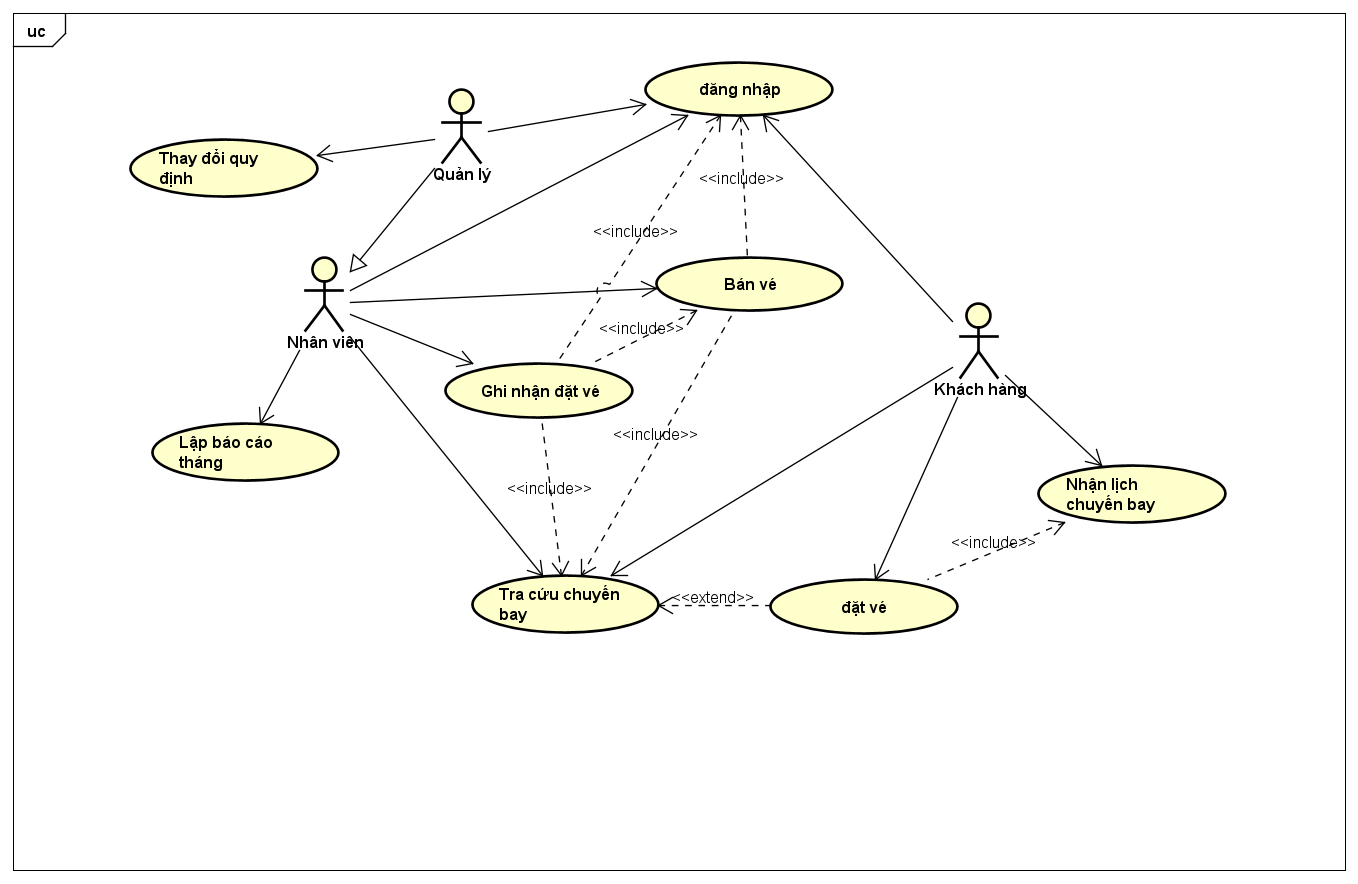 uc
đăng nhập
Thay đổi quy
định
Quản lý
<<include>>
<<include>>
Bán vé
<<include>>
Nhân viên
Khách hàng
Ghi nhận đặt vé
<<include>>
Lập báo cáo
tháng
<<include>>
Nhận lịch
chuyến bay
<<include>>
Tra cứu chuyến
bay
<<extend>>
đặt vé